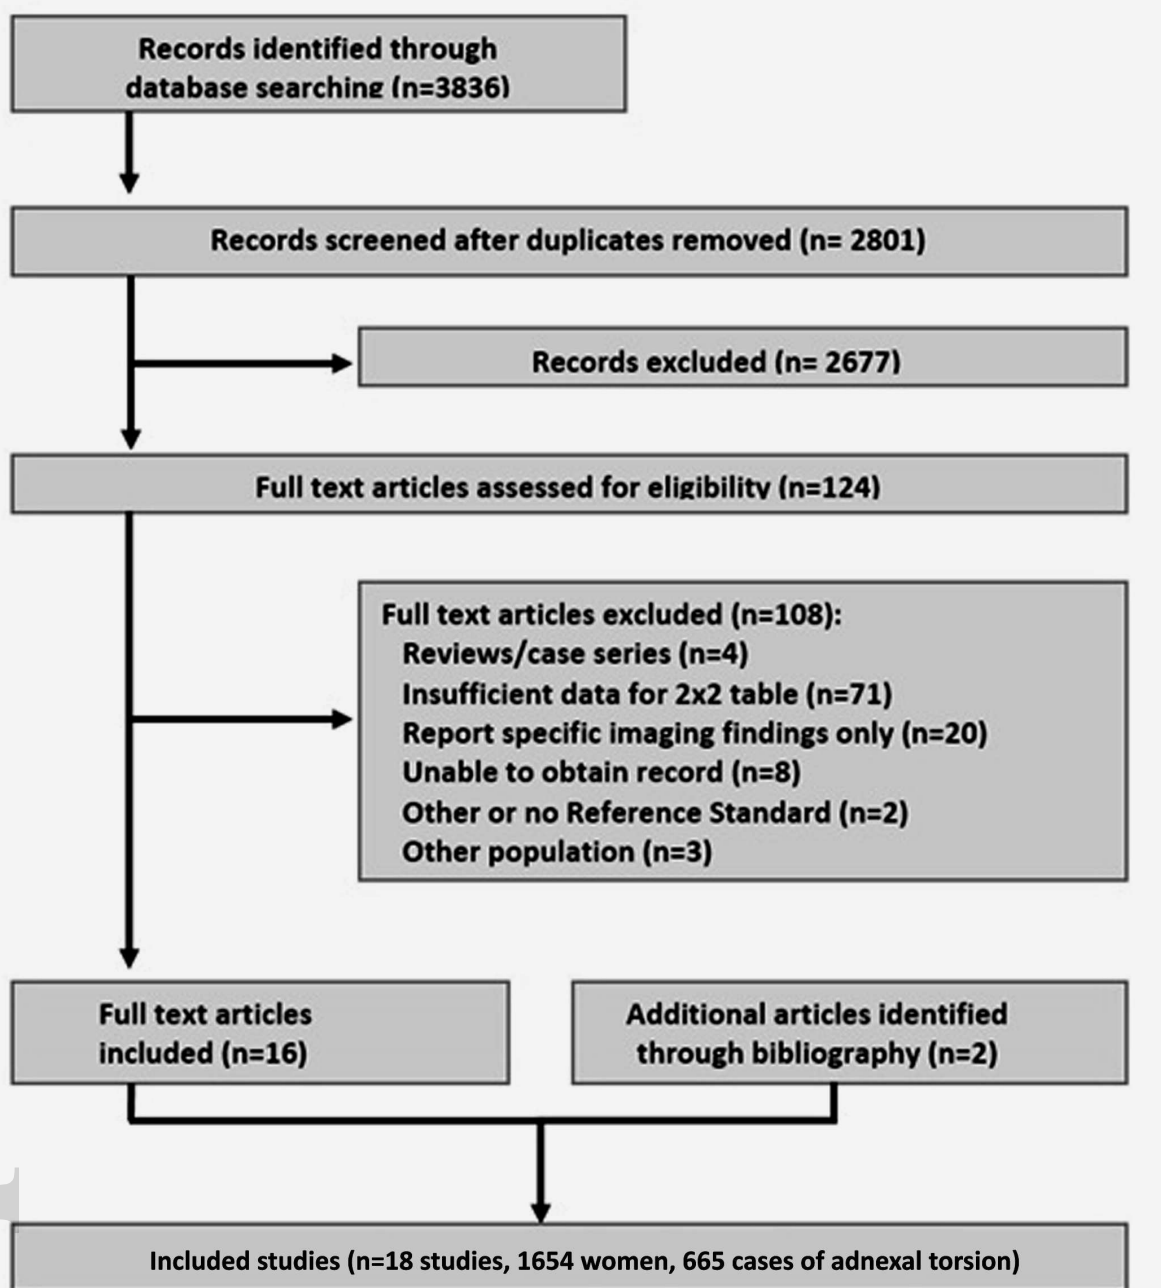 Records identified through
database searching (n=3836)
Records screened after duplicates removed (n= 2801)
Records excluded (n= 2677)
Full text articles assessed for eligibility (n=124)
Full text articles excluded (n=108):
Reviews/case series (n=4)
Insufficient data for 2x2 table (n=71)
Report specific imaging findings only (n=20)
Unable to obtain record (n=8)
Other or no Reference Standard (n=2)
Other population (n=3)
Full text articles
included (n=16)
Additional articles identified
through bibliography (n=2)
Included studies (n=18 studies, 1654 women, 665 cases of adnexal torsion)